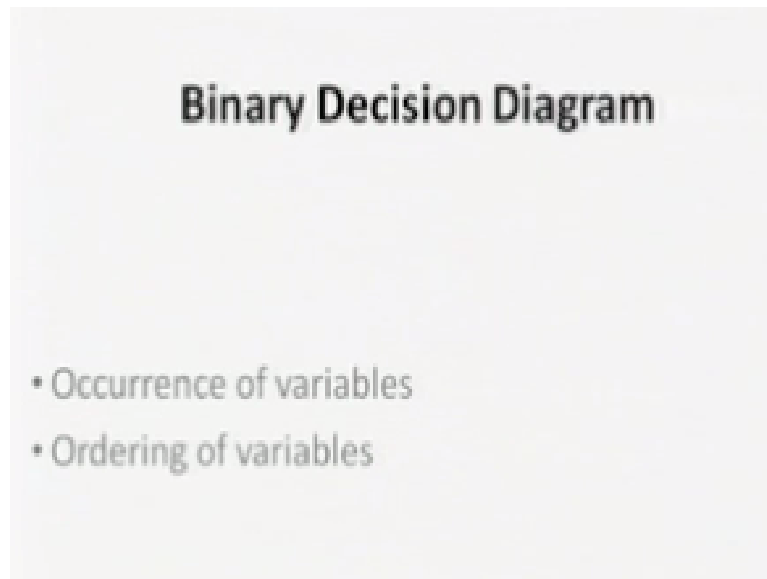 Binary Decision Diagram
• Occurrence of variables
• Ordering of variables